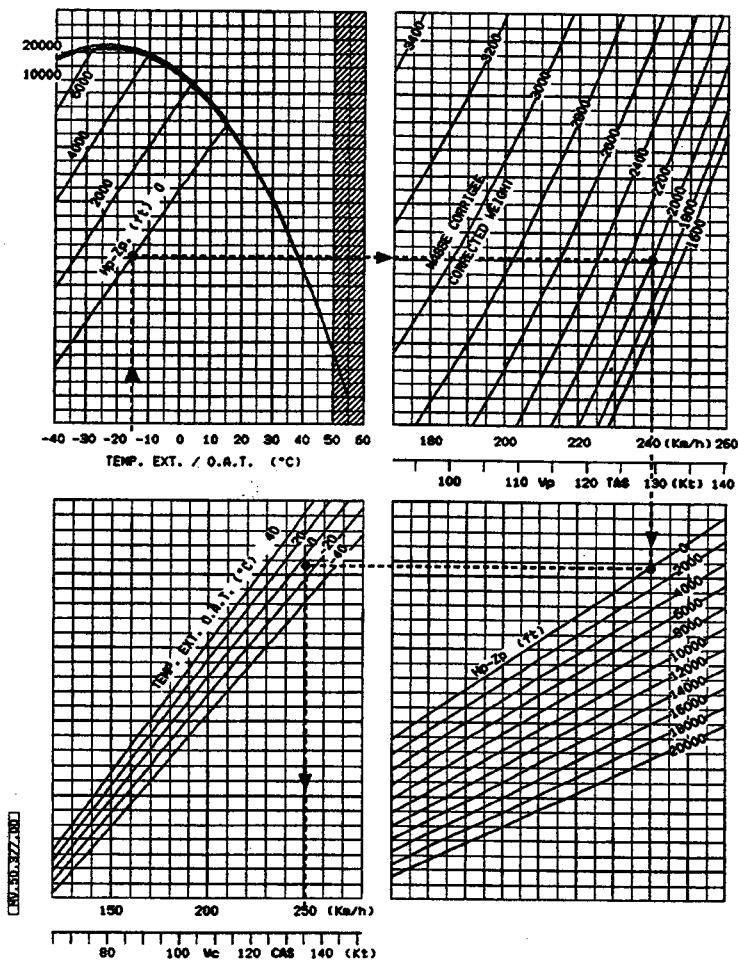 20000
10000
6000
4000
2000
Hp-Zp. (ft) 0
-40 -30 -20 -10 0 10 20 30 40 50 60
TEMP. EXT. / O.A.T. (°C)
3400
3200
3000
2800
2600
2400
2200
2000
1800
1600
MASSE CORRIGEE
CORRECTED WEIGHT
180 200 220 240 (Km/h) 260
100 110 Vp 120 TAS 130 (Kt) 140
TEMP. EXT. O.A.T. (°C) 40
20
0
-20
-40
150 200 250 (Km/h)
80 100 Vc 120 CAS 140 (Kt)
Hp-Zp (ft)
0
2000
4000
6000
8000
10000
12000
14000
16000
18000
20000